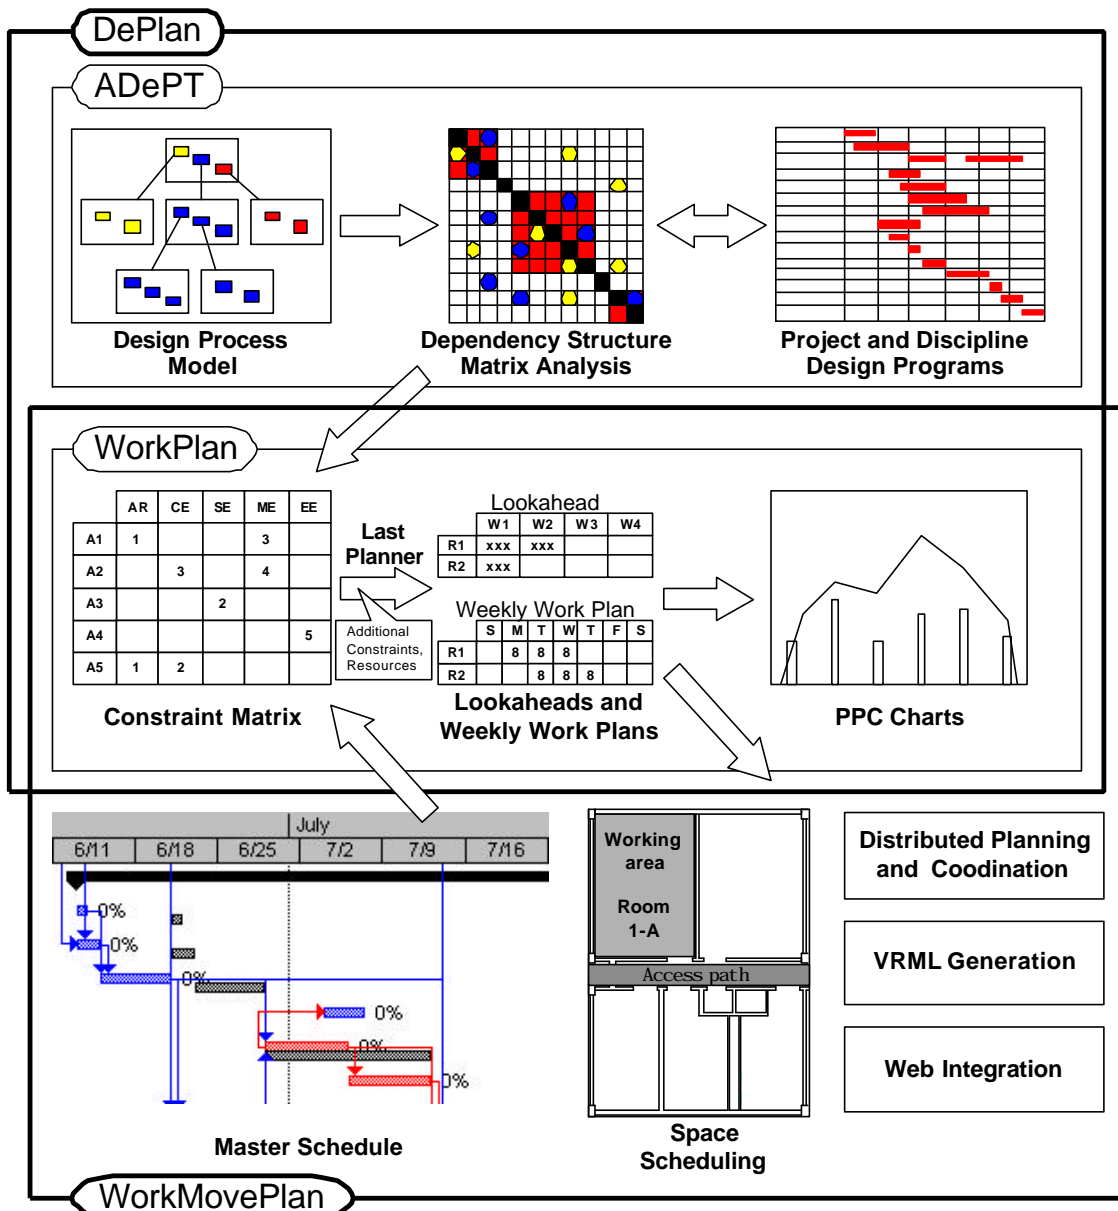 DePlan
ADePT
Design Process
Model
Dependency Structure
Matrix Analysis
Project and Discipline
Design Programs
WorkPlan
AR CE SE ME EE
A1 1 3
A2 3 4
A3 2
A4 5
A5 1 2
Constraint Matrix
Last
Planner
Additional
Constraints,
Resources
Lookahead
W1 W2 W3 W4
R1 xxx xxx
R2 xxx
Weekly Work Plan
S M T W T F S
R1 8 8 8
R2 8 8 8
Lookaheads and
Weekly Work Plans
PPC Charts
July
6/11 6/18 6/25 7/2 7/9 7/16
0%
0%
0%
0%
0%
0%
Master Schedule
Working
area
Room
1-A
Access path
Space
Scheduling
Distributed Planning
and Coodination
VRML Generation
Web Integration
WorkMovePlan